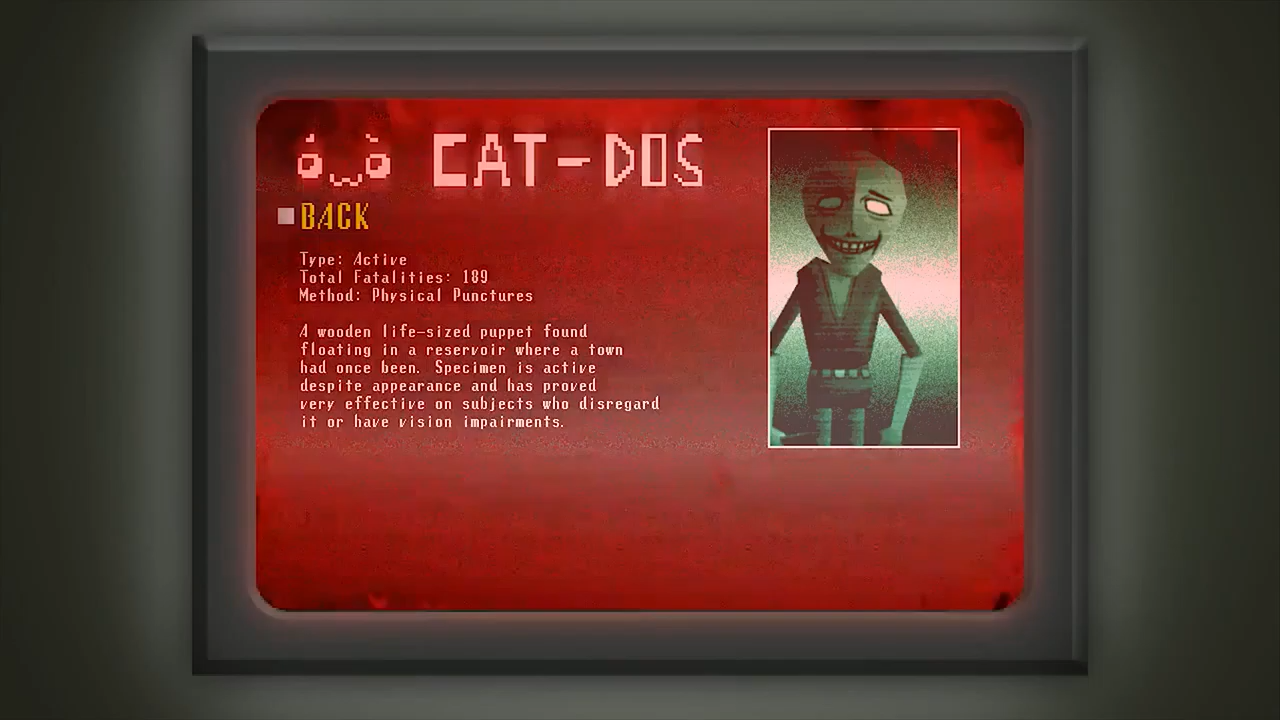 CAT-DOS
BACK
Type: Active
Total Fatalities: 189
Method: Physical Punctures
A wooden life-sized puppet found
floating in a reservoir where a town
had once been. Specimen is active
despite appearance and has proved
very effective on subjects who disregard
it or have vision impairments.